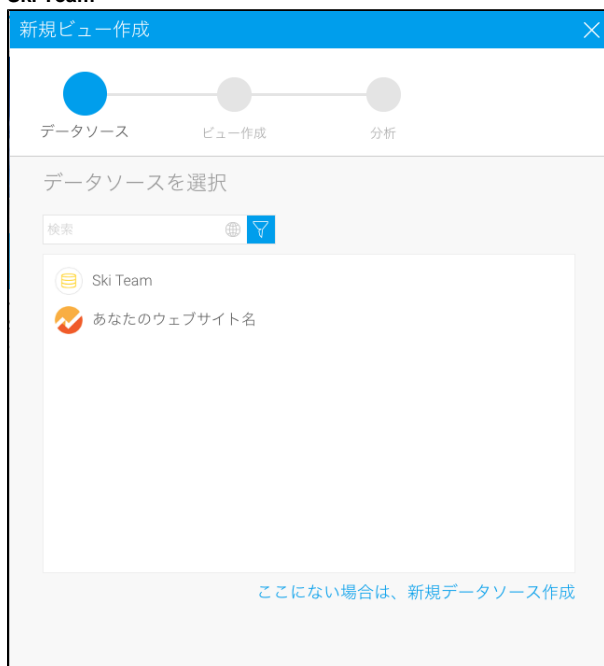 Ski Team
新規ビュー作成
データソース
ビュー作成
分析
データソースを選択
検索
Ski Team
あなたのウェブサイト名
ここにない場合は、新規データソース作成